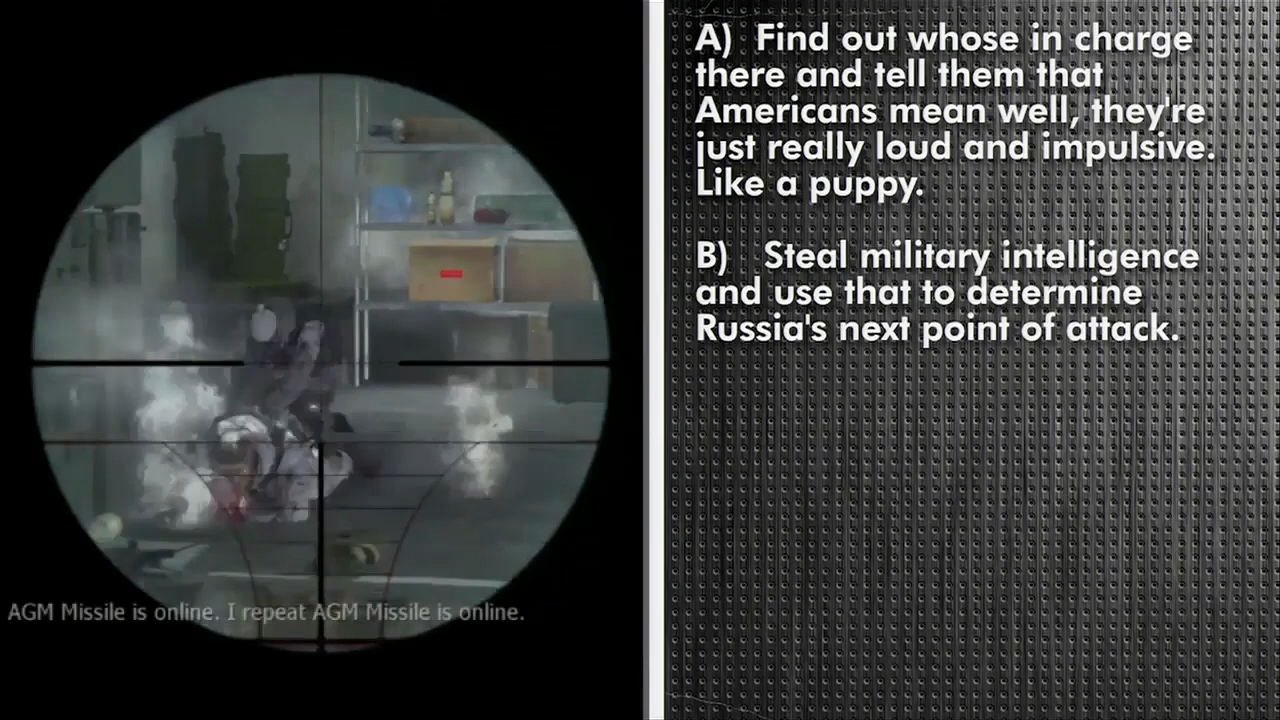 A) Find out whose in charge
there and tell them that
Americans mean well, they're
just really loud and impulsive.
Like a puppy.
B) Steal military intelligence
and use that to determine
Russia's next point of attack.
AGM Missile is online. I repeat AGM Missile is online.